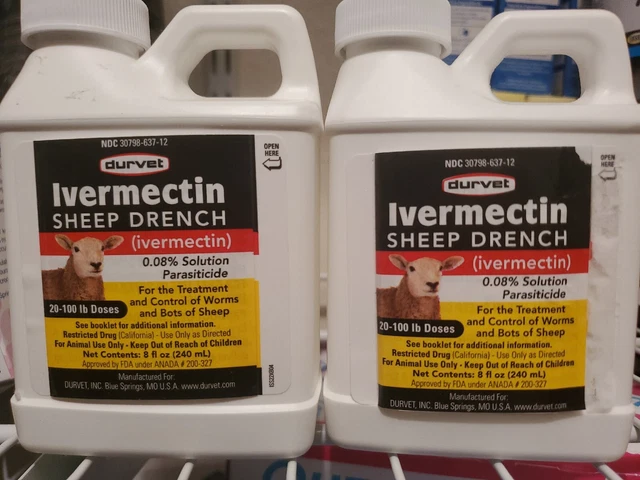 NDC 30798-637-12
durvet
OPEN
HERE
Ivermectin
SHEEP DRENCH
(ivermectin)
0.08% Solution
Parasiticide
For the Treatment
and Control of Worms
and Bots of Sheep
20-100 lb Doses
See booklet for additional information.
Restricted Drug (California) - Use Only as Directed
For Animal Use Only - Keep Out of Reach of Children
Net Contents: 8 fl oz (240 mL)
Approved by FDA under ANADA # 200-327
Manufactured For:
DURVET, INC. Blue Springs, MO U.S.A. www.durvet.com
NDC 30798-637-12
durvet
OPEN
HERE
Ivermectin
SHEEP DRENCH
(ivermectin)
0.08% Solution
Parasiticide
For the Treatment
and Control of Worms
and Bots of Sheep
20-100 lb Doses
See booklet for additional information.
Restricted Drug (California) - Use Only as Directed
For Animal Use Only - Keep Out of Reach of Children
Net Contents: 8 fl oz (240 mL)
Approved by FDA under ANADA # 200-327
Manufactured For:
DURVET, INC. Blue Springs, MO U.S.A. www.durvet.com